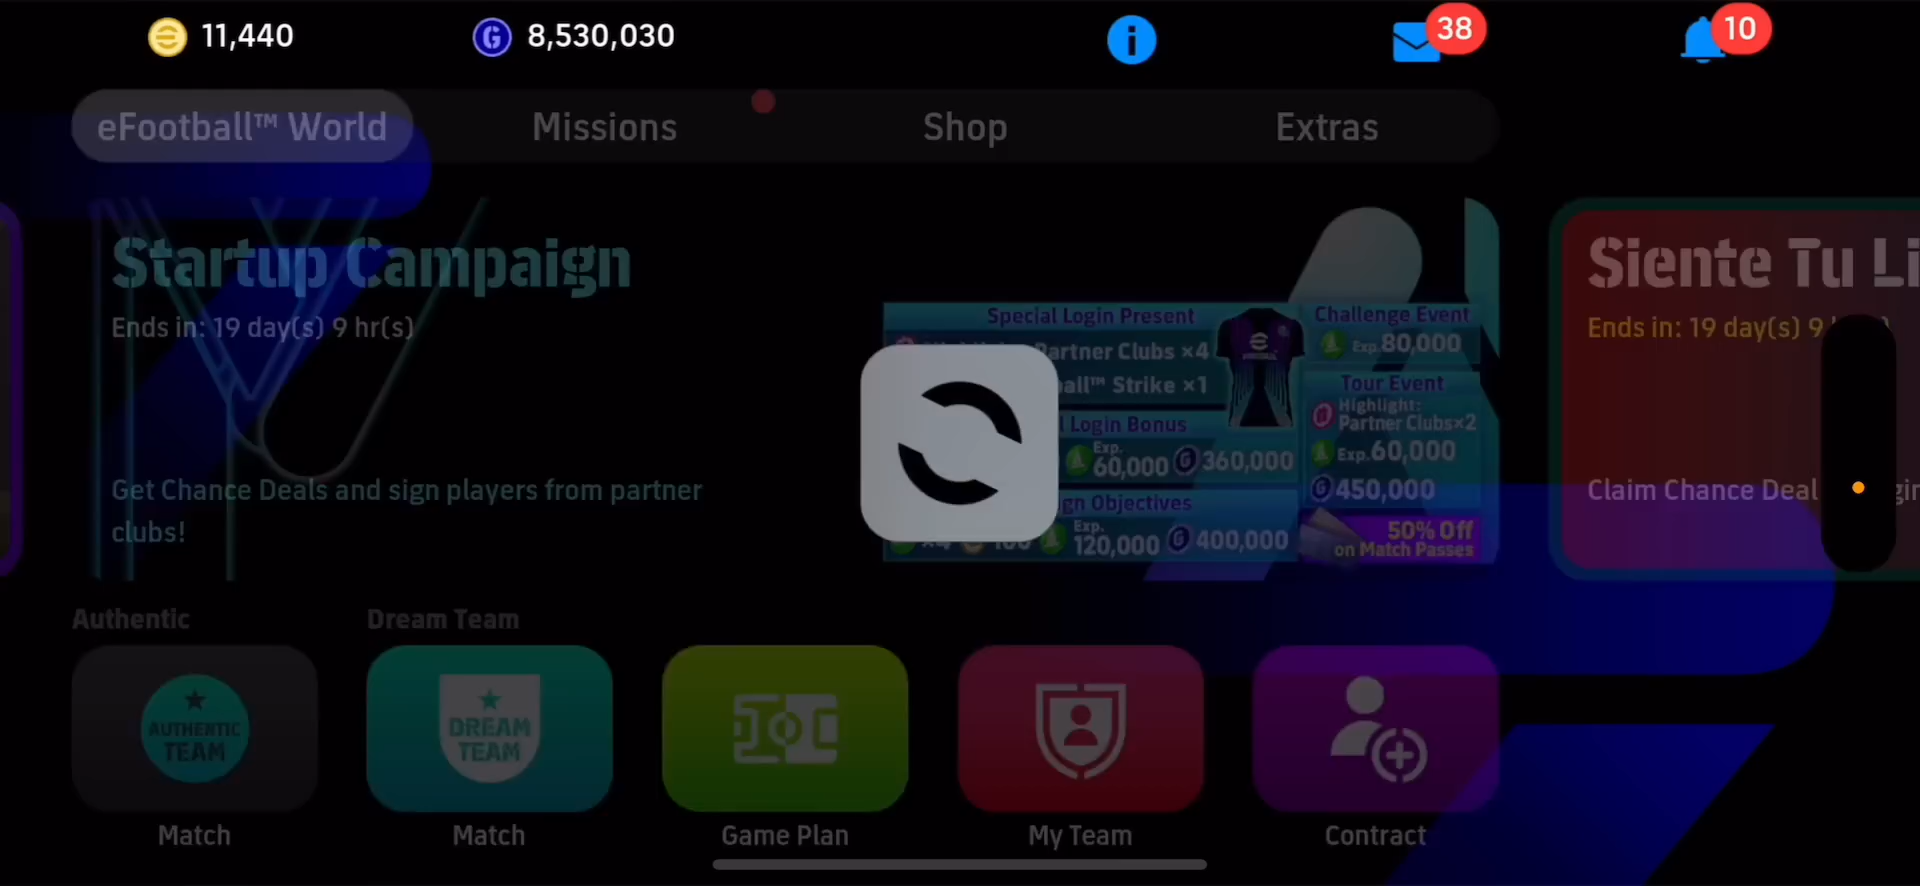 11,440
8,530,030
38
10
eFootball™ World
Missions
Shop
Extras
Startup Campaign
Ends in: 19 day(s) 9 hr(s)
Get Chance Deals and sign players from partner
clubs!
Special Login Present
Partner Clubs ×4
Strike ×1
Login Bonus
Exp.
60,000
360,000
Objectives
Exp.
120,000
400,000
Challenge Event
Exp.80,000
Tour Event
Highlight:
Partner Clubs×2
Exp.60,000
450,000
50% Off
on Match Passes
Siente Tu
Ends in: 19 day(s) 9
Claim Chance Deal
Authentic
Dream Team
AUTHENTIC
TEAM
DREAM
TEAM
Match
Match
Game Plan
My Team
Contract